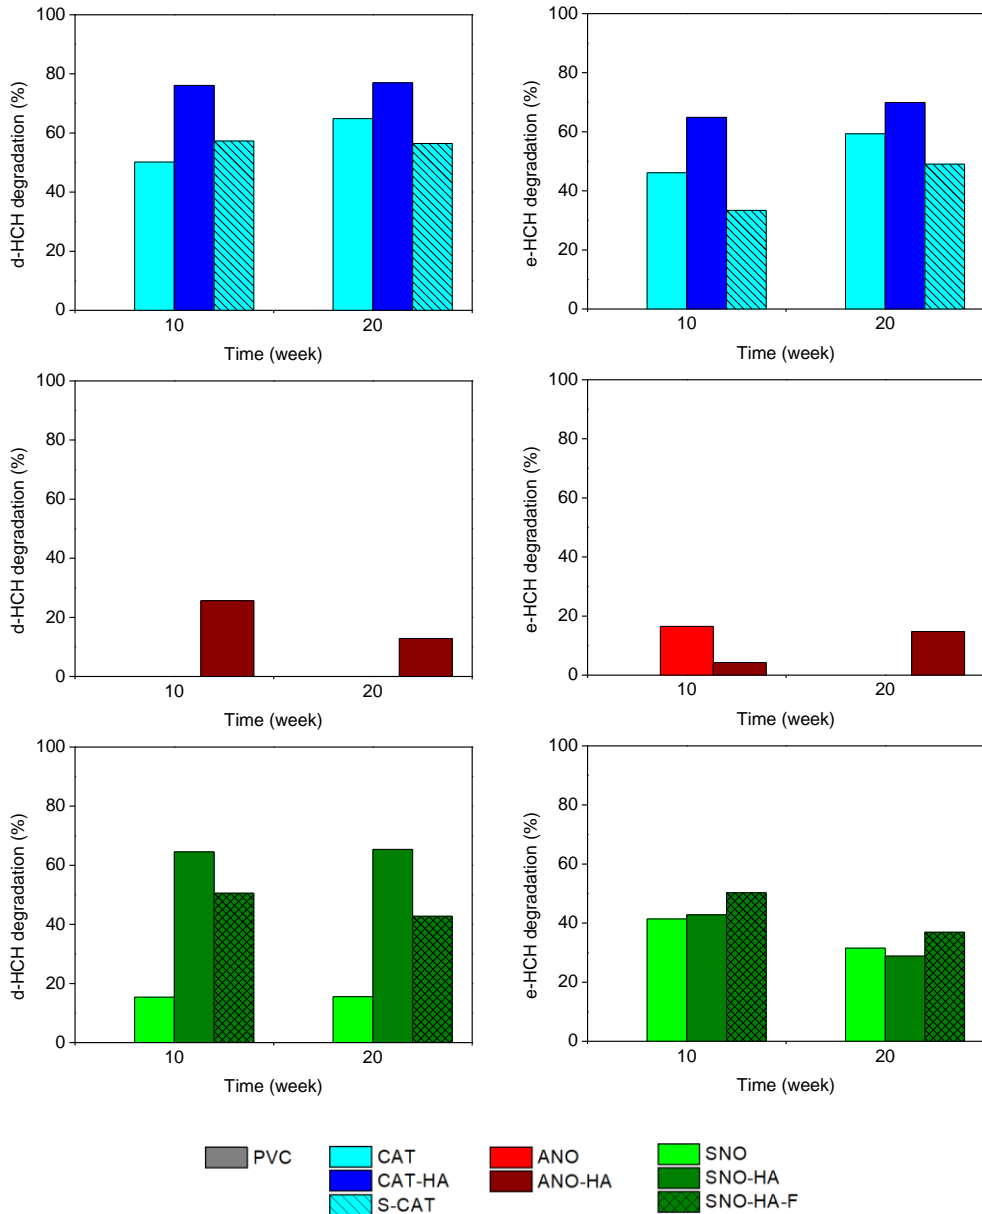 d-HCH degradation (%)
100
80
60
40
20
0
10
20
Time (week)
e-HCH degradation (%)
100
80
60
40
20
0
10
20
Time (week)
d-HCH degradation (%)
100
80
60
40
20
0
10
20
Time (week)
e-HCH degradation (%)
100
80
60
40
20
0
10
20
Time (week)
d-HCH degradation (%)
100
80
60
40
20
0
10
20
Time (week)
e-HCH degradation (%)
100
80
60
40
20
0
10
20
Time (week)
PVC
CAT
CAT-HA
S-CAT
ANO
ANO-HA
SNO
SNO-HA
SNO-HA-F